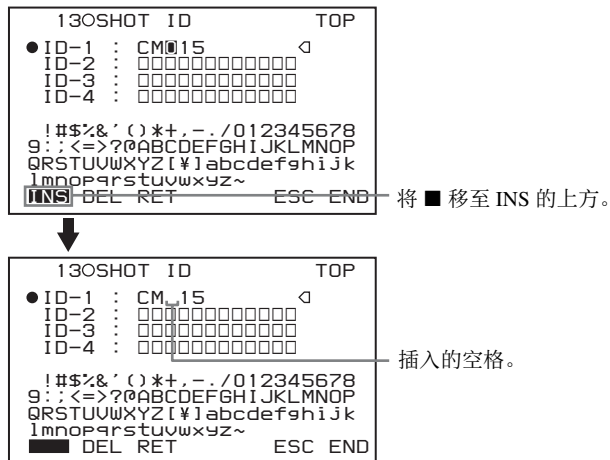 13○SHOT ID TOP
●ID-1 : CM015
ID-2 : □□□□□□□□□□□□
ID-3 : □□□□□□□□□□□□
ID-4 : □□□□□□□□□□□□
!#$%&'()*+,-./012345678
9:;<=>?@ABCDEFGHIJKLMNOP
QRSTUVWXYZ[¥]abcdefghijk
lmnopqrstuvwxyz~
INS DEL RET ESC END
将 ■ 移至 INS 的上方。
13○SHOT ID TOP
●ID-1 : CM␣15
ID-2 : □□□□□□□□□□□□
ID-3 : □□□□□□□□□□□□
ID-4 : □□□□□□□□□□□□
插入的空格。
!#$%&'()*+,-./012345678
9:;<=>?@ABCDEFGHIJKLMNOP
QRSTUVWXYZ[¥]abcdefghijk
lmnopqrstuvwxyz~
DEL RET ESC END